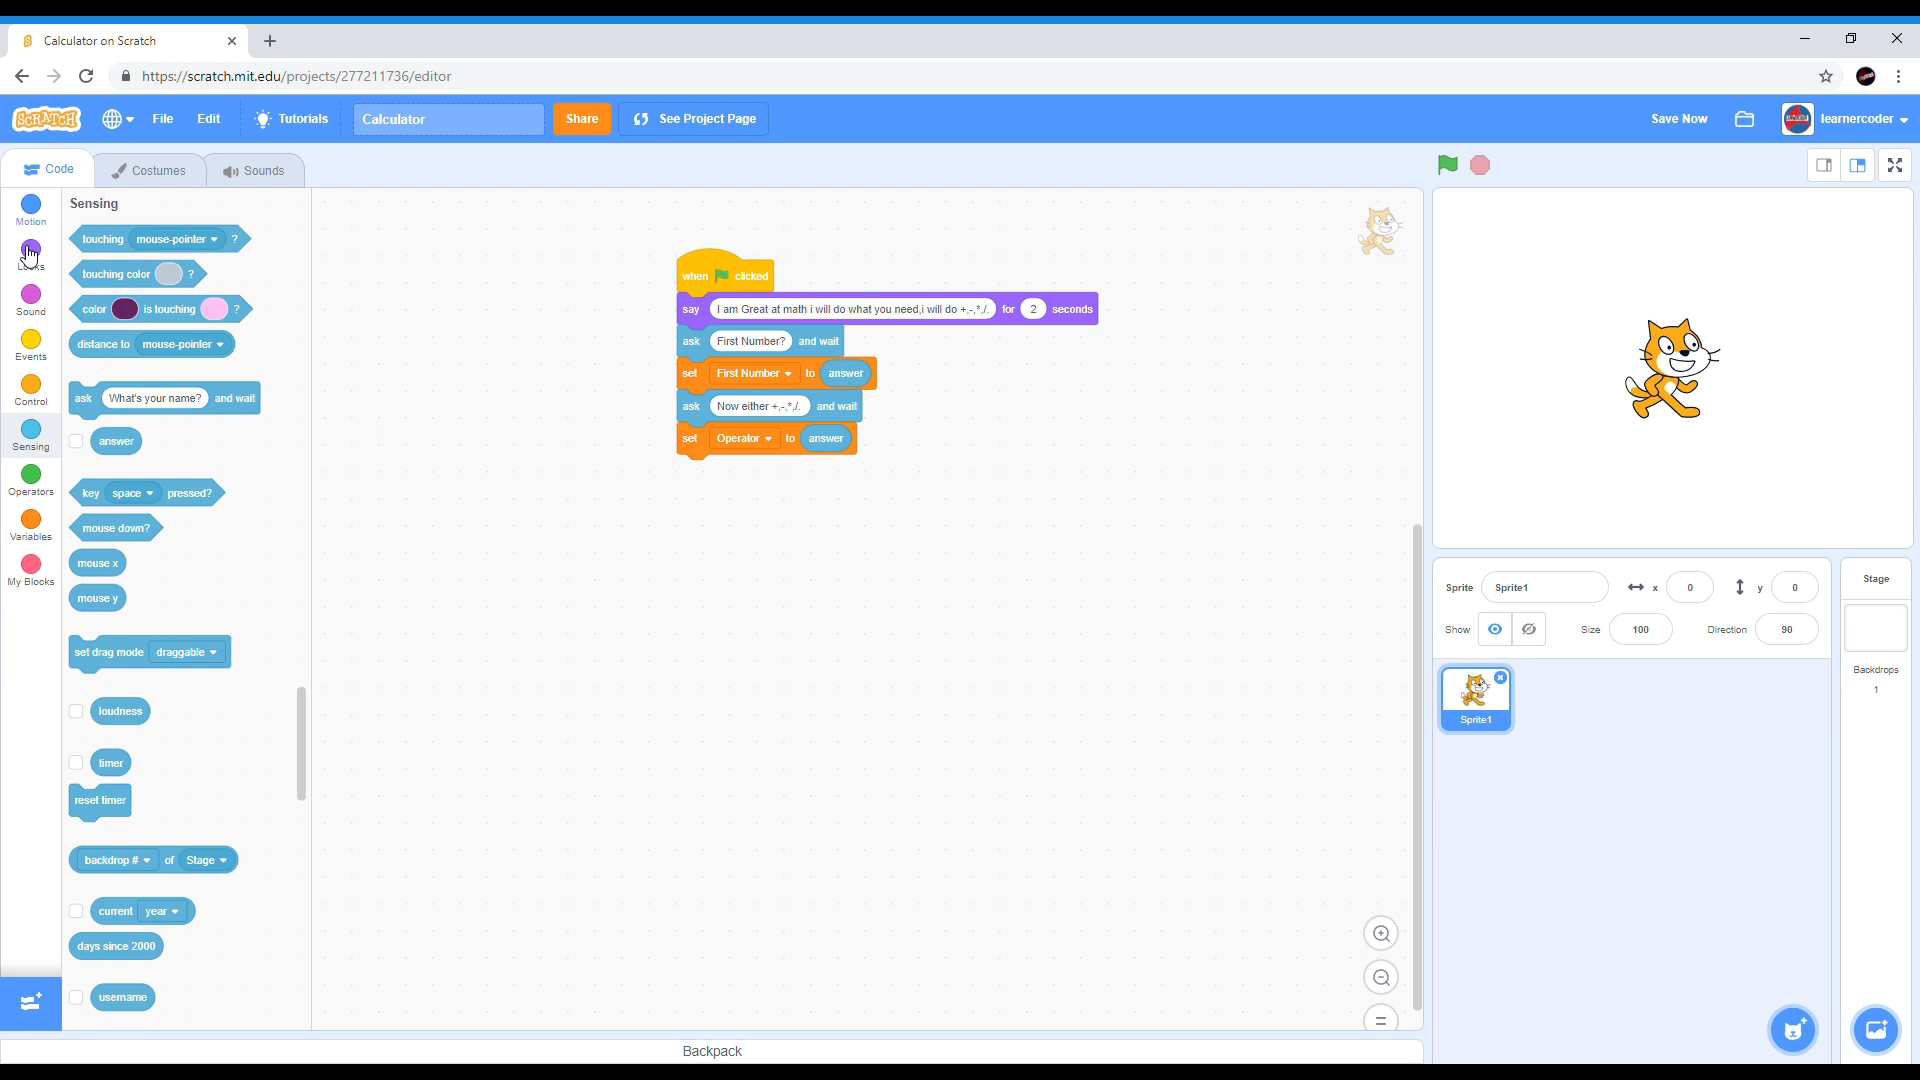 Calculator on Scratch
https://scratch.mit.edu/projects/277211736/editor
SCRATCH
File
Edit
Tutorials
Calculator
Share
See Project Page
Save Now
learnercoder
Code
Costumes
Sounds
Motion
Looks
Sound
Events
Control
Sensing
Operators
Variables
My Blocks
Sensing
touching mouse-pointer ?
touching color ?
color is touching ?
distance to mouse-pointer
ask What's your name? and wait
answer
key space pressed?
mouse down?
mouse x
mouse y
set drag mode draggable
loudness
timer
reset timer
backdrop # of Stage
current year
days since 2000
username
when clicked
say I am Great at math i will do what you need,i will do +,-,*,/. for 2 seconds
ask First Number? and wait
set First Number to answer
ask Now either +,-,*,/. and wait
set Operator to answer
Sprite Sprite1 x 0 y 0
Show Size 100 Direction 90
Sprite1
Stage
Backdrops
1
Backpack